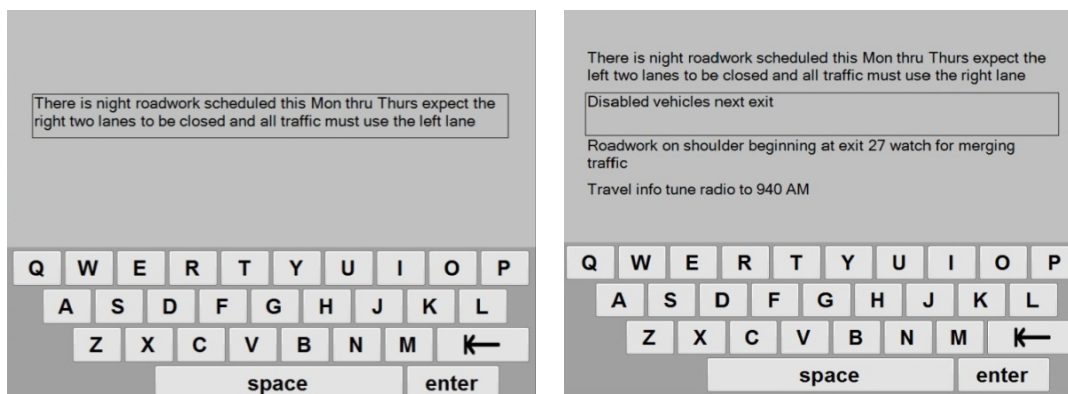 There is night roadwork scheduled this Mon thru Thurs expect the
right two lanes to be closed and all traffic must use the left lane
Q W E R T Y U I O P
A S D F G H J K L
Z X C V B N M
space enter
There is night roadwork scheduled this Mon thru Thurs expect the
left two lanes to be closed and all traffic must use the right lane
Disabled vehicles next exit
Roadwork on shoulder beginning at exit 27 watch for merging
traffic
Travel info tune radio to 940 AM
Q W E R T Y U I O P
A S D F G H J K L
Z X C V B N M
space enter